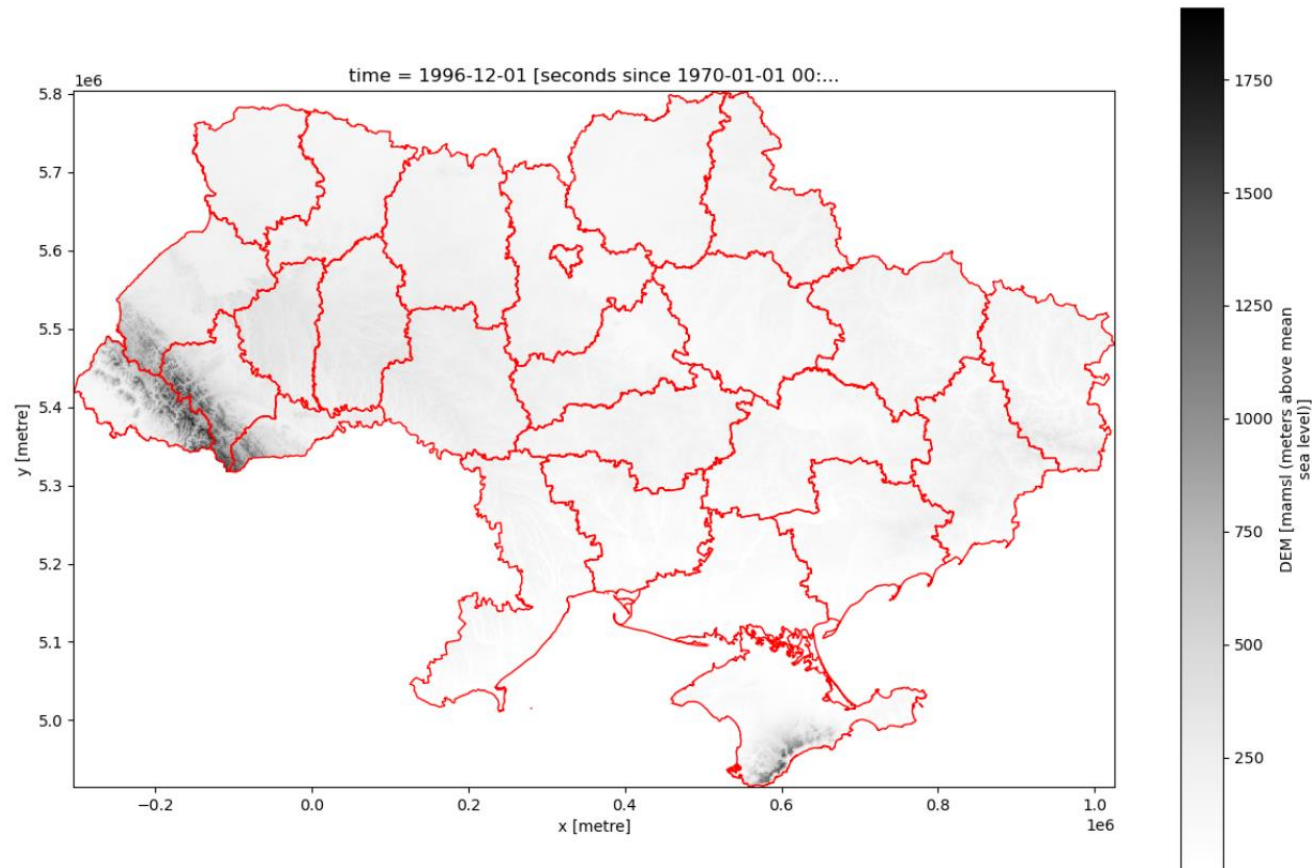 time = 1996-12-01 [seconds since 1970-01-01 00:...
1e6
5.8
5.7
5.6
5.5
5.4
5.3
5.2
5.1
5.0
y [metre]
−0.2 0.0 0.2 0.4 0.6 0.8 1.0
1e6
x [metre]
1750
1500
1250
1000
750
500
250
DEM [mamsl (meters above mean
sea level)]